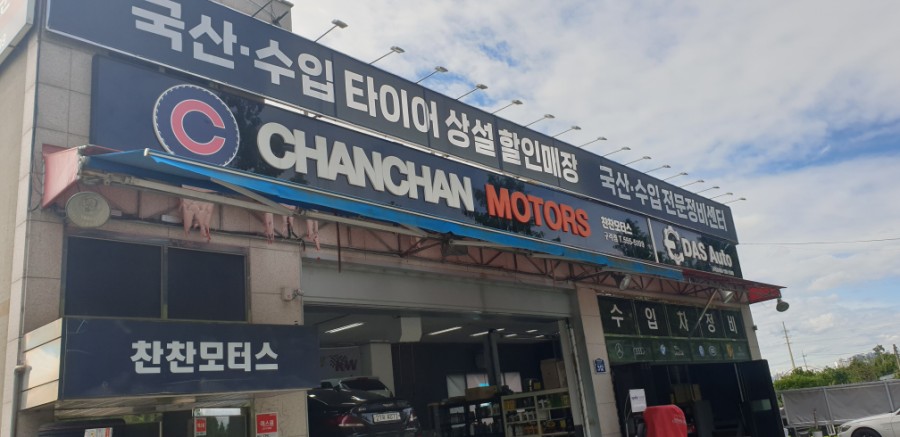 국산·수입 타이어 상설 할인매장
국산·수입 전문정비센터
C
CHANCHAN MOTORS
찬찬모터스
DAS Auto
수입차정비
찬찬모터스